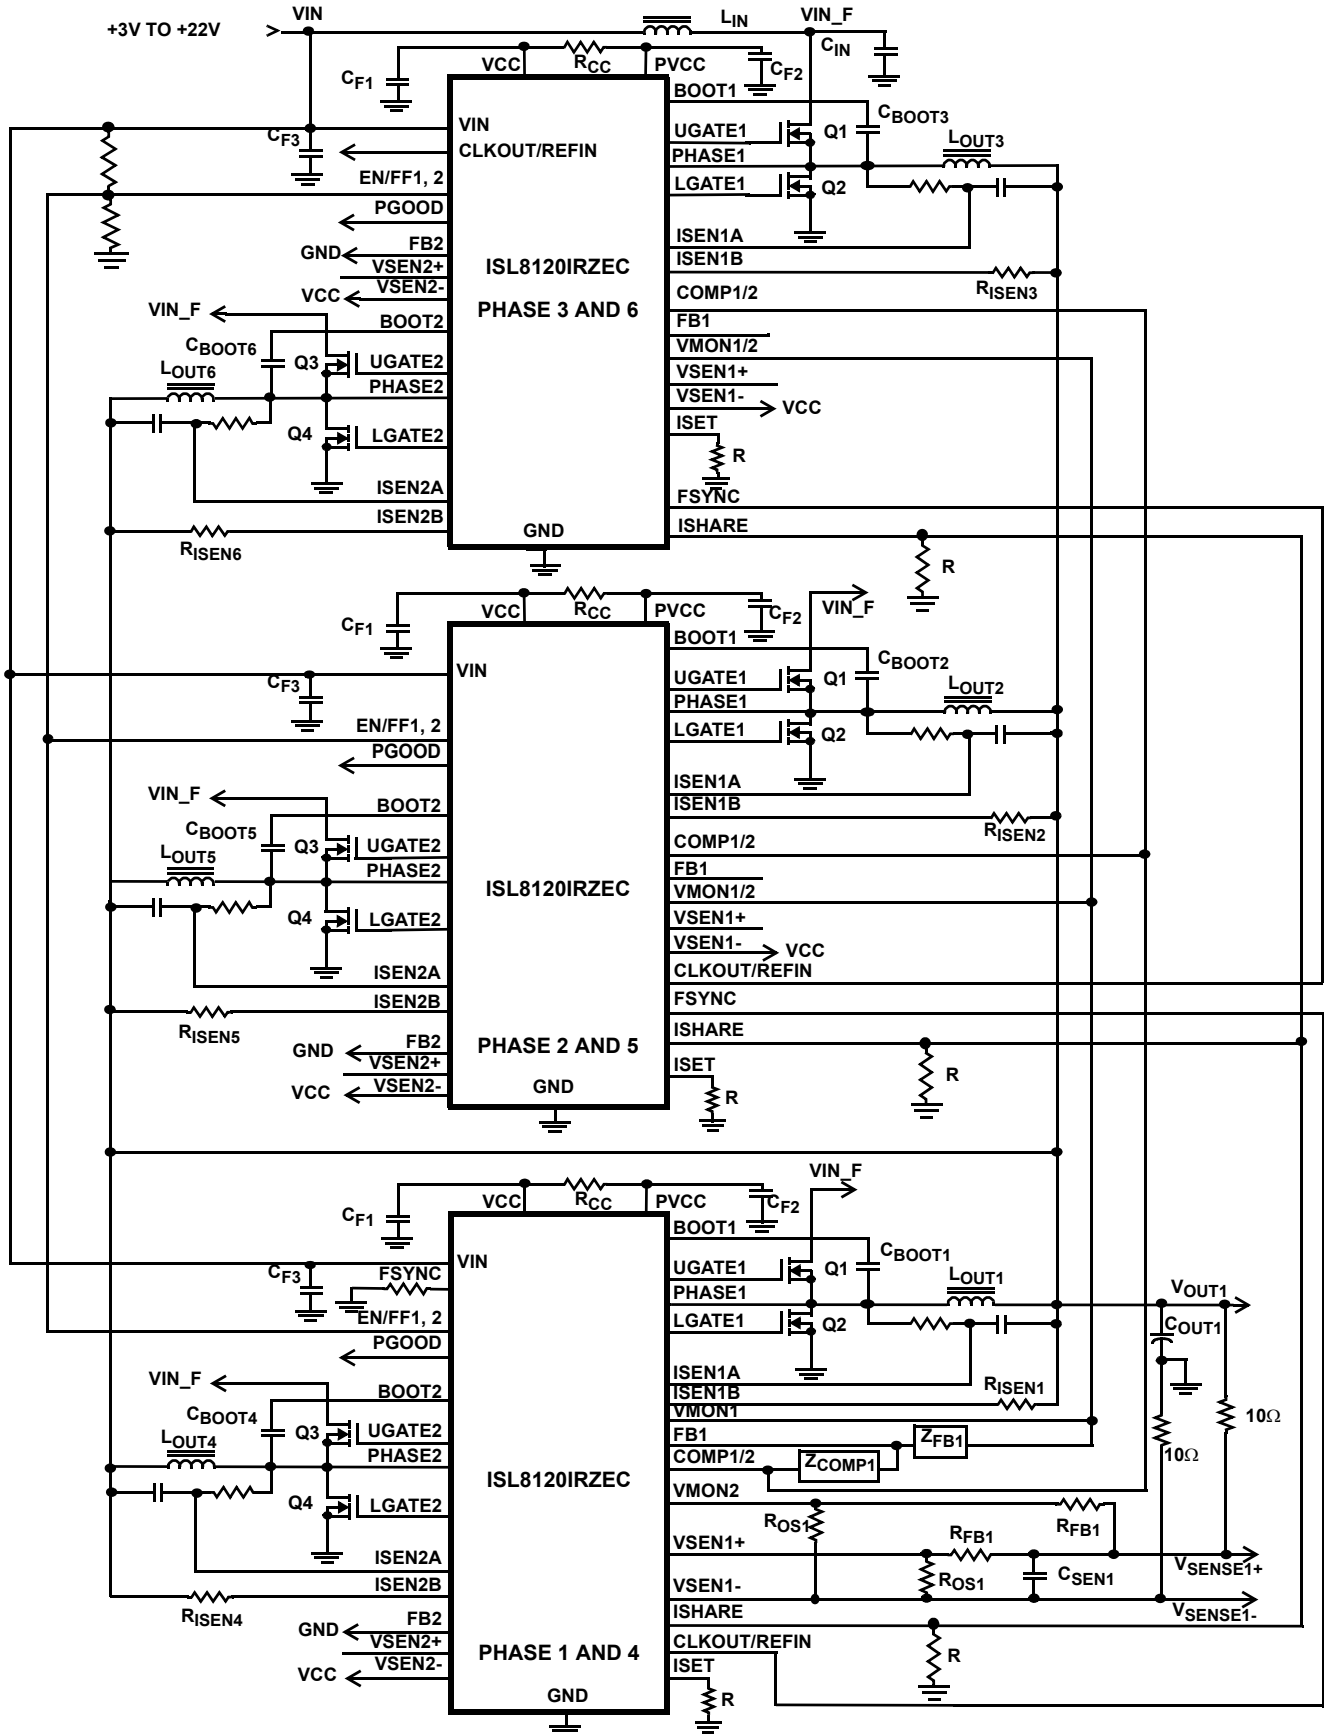 +3V TO +22V
VIN
LIN
VIN_F
CIN
CF1
VCC
RCC
PVCC
CF2
BOOT1
CBOOT3
VIN
CF3
CLKOUT/REFIN
UGATE1
Q1
LOUT3
PHASE1
EN/FF1, 2
LGATE1
Q2
PGOOD
ISEN1A
FB2
GND
ISEN1B
VSEN2+
ISL8120IRZEC
RISEN3
VSEN2-
VCC
COMP1/2
VIN_F
PHASE 3 AND 6
BOOT2
FB1
CBOOT6
VMON1/2
Q3
UGATE2
LOUT6
VSEN1+
PHASE2
VSEN1-
VCC
ISET
Q4
LGATE2
R
ISEN2A
FSYNC
ISEN2B
GND
ISHARE
RISEN6
R
CF1
VCC
RCC
PVCC
CF2
VIN_F
BOOT1
CBOOT2
VIN
CF3
UGATE1
Q1
LOUT2
PHASE1
EN/FF1, 2
LGATE1
Q2
PGOOD
ISEN1A
VIN_F
BOOT2
ISEN1B
CBOOT5
RISEN2
Q3
UGATE2
COMP1/2
LOUT5
PHASE2
FB1
ISL8120IRZEC
VMON1/2
Q4
LGATE2
VSEN1+
VSEN1-
VCC
ISEN2A
CLKOUT/REFIN
ISEN2B
FSYNC
RISEN5
ISHARE
FB2
GND
PHASE 2 AND 5
VSEN2+
ISET
R
VSEN2-
VCC
GND
R
VIN_F
CF1
VCC
RCC
PVCC
CF2
BOOT1
CBOOT1
VIN
CF3
FSYNC
UGATE1
Q1
LOUT1
VOUT1
PHASE1
EN/FF1, 2
LGATE1
Q2
COUT1
PGOOD
ISEN1A
VIN_F
BOOT2
ISEN1B
RISEN1
CBOOT4
VMON1
10Ω
Q3
UGATE2
FB1
ZFB1
LOUT4
PHASE2
COMP1/2
ZCOMP1
10Ω
ISL8120IRZEC
VMON2
Q4
LGATE2
ROS1
RFB1
VSEN1+
RFB1
ISEN2A
VSENSE1+
ISEN2B
VSEN1-
ROS1
CSEN1
RISEN4
ISHARE
VSENSE1-
FB2
GND
VSEN2+
PHASE 1 AND 4
CLKOUT/REFIN
VSEN2-
VCC
ISET
R
GND
R